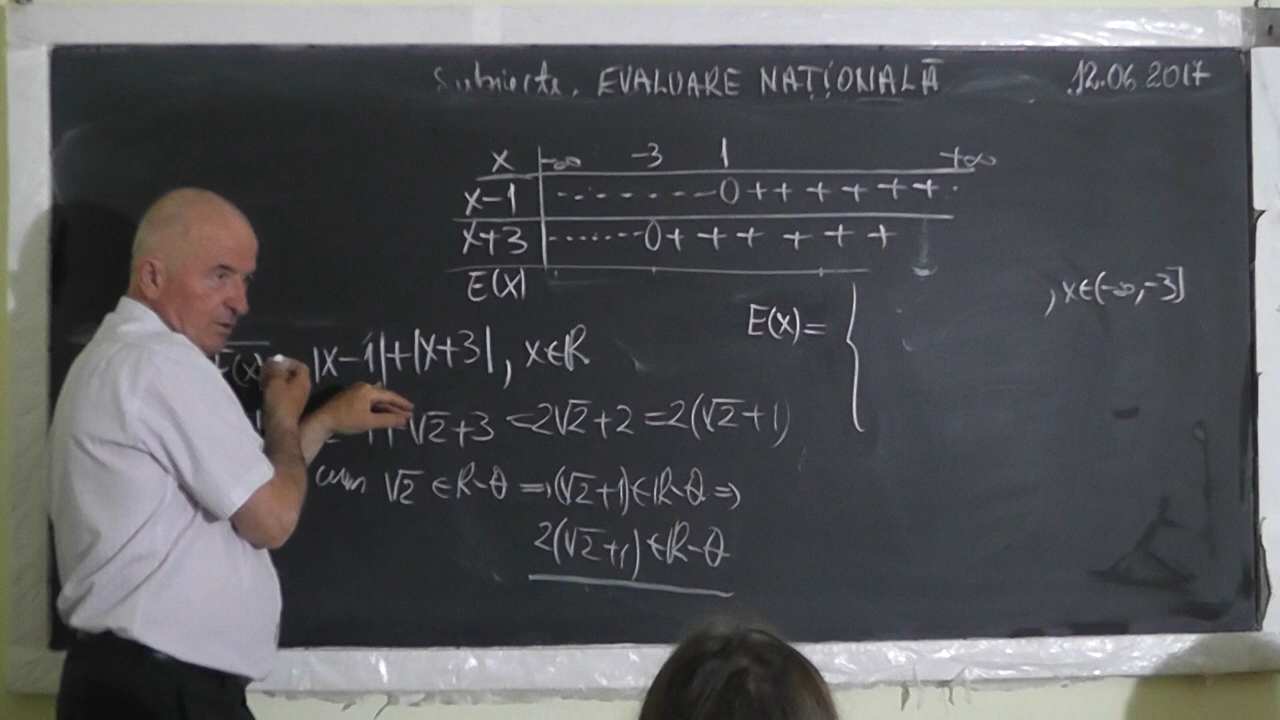 Subiecte, EVALUARE NAȚIONALĂ 12.06.2017
x -∞ -3 1 +∞
x-1 --------0++++++
x+3 -------0++++++
E(x)
, x∈(-∞,-3]
E(x)= {
E(x) |x-1|+|x+3|, x∈R
√2+3 =2√2+2 =2(√2+1)
cum √2 ∈R-Q ⇒(√2+1)∈R-Q ⇒
2(√2+1)∈R-Q